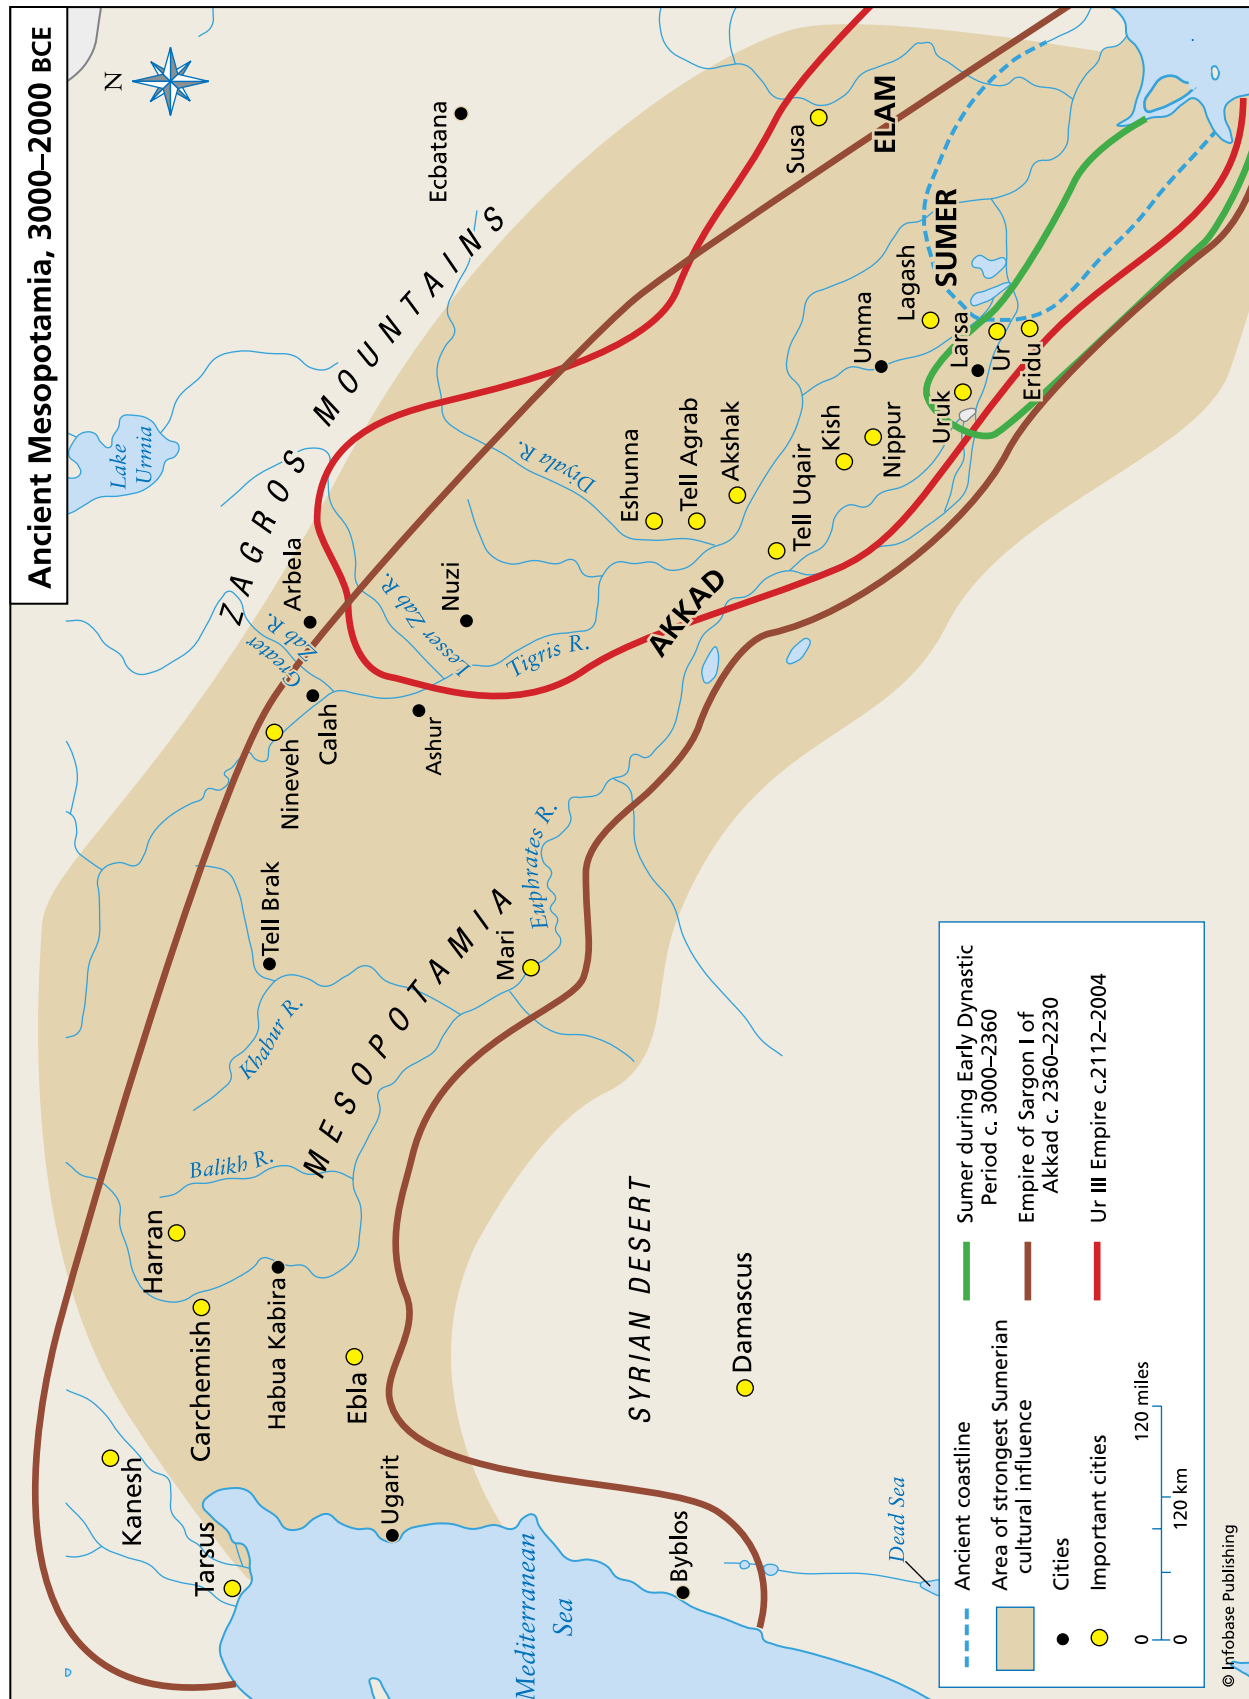 Ancient Mesopotamia, 3000–2000 BCE
N
Lake
Urmia
ZAGROS MOUNTAINS
Ecbatana
Kanesh
Tarsus
Harran
Carchemish
Habua Kabira
Ebla
Ugarit
Balikh R.
Khabur R.
Tell Brak
Nineveh
Calah
Arbela
Greater
Zab R.
Lesser Zab R.
Ashur
Nuzi
Tigris R.
MESOPOTAMIA
Mari
Euphrates R.
Diyala R.
Eshunna
Tell Agrab
Akshak
AKKAD
Tell Uqair
Kish
Nippur
Umma
Lagash
SUMER
Susa
ELAM
Uruk
Larsa
Ur
Eridu
Mediterranean
Sea
Byblos
SYRIAN DESERT
Damascus
Dead Sea
Ancient coastline
Area of strongest Sumerian
cultural influence
Cities
Important cities
Sumer during Early Dynastic
Period c. 3000–2360
Empire of Sargon I of
Akkad c. 2360–2230
Ur III Empire c.2112–2004
0 120 miles
0 120 km
© Infobase Publishing